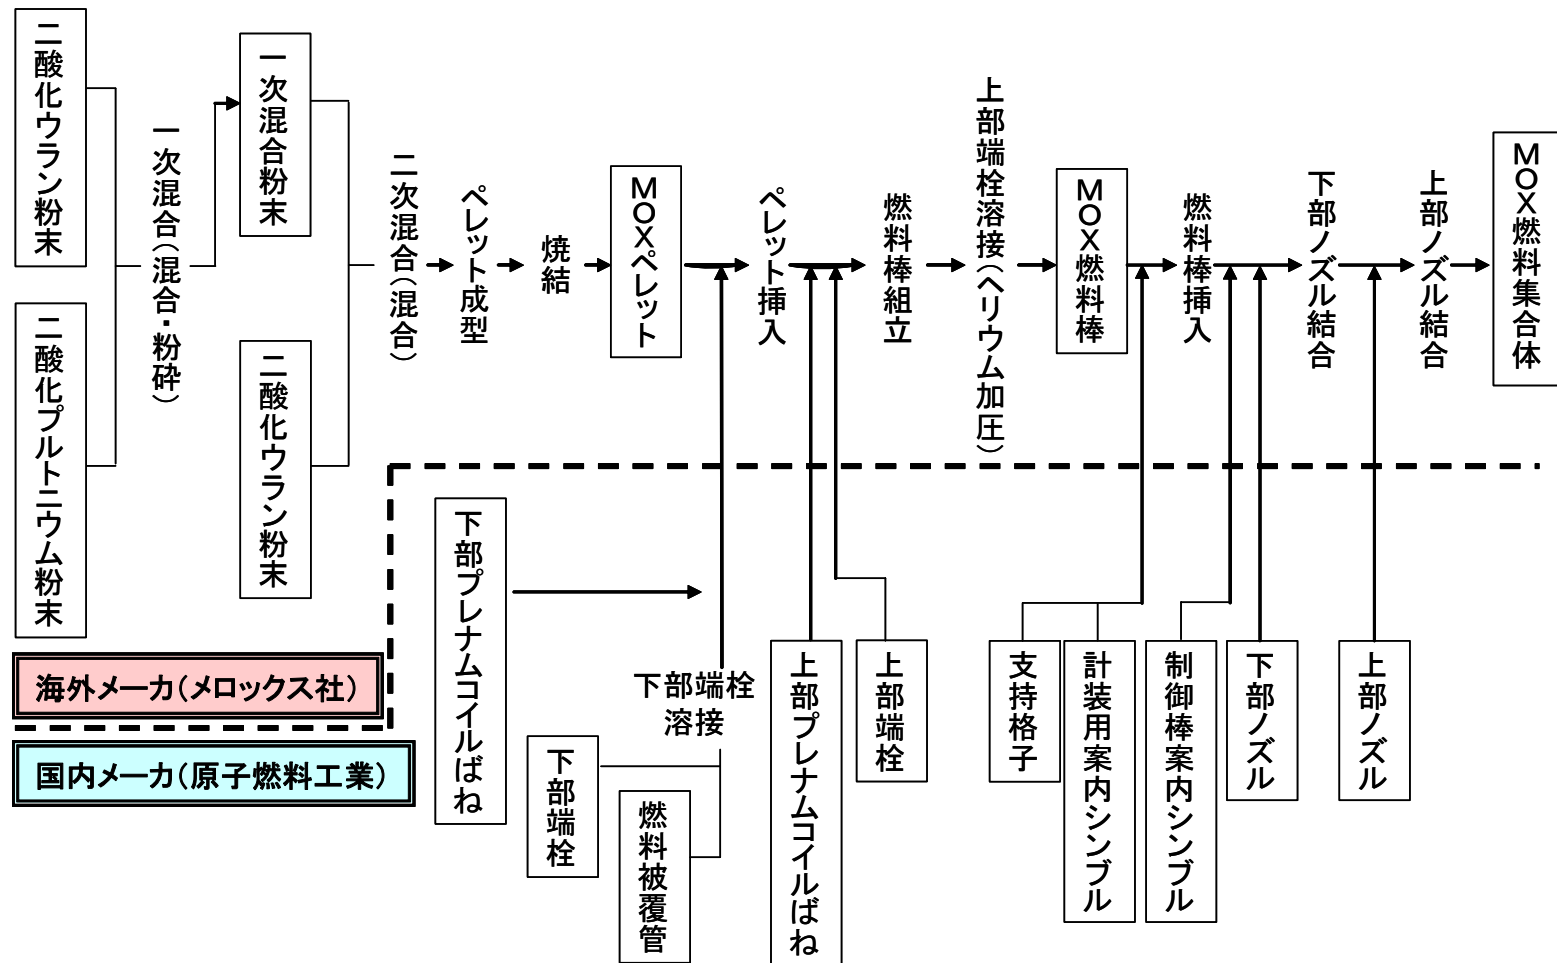 二酸化ウラン粉末
二酸化プルトニウム粉末
一次混合（混合・粉砕）
一次混合粉末
二酸化ウラン粉末
二次混合（混合）
ペレット成型
焼結
MOXペレット
ペレット挿入
燃料棒組立
上部端栓溶接（ヘリウム加圧）
MOX燃料棒
燃料棒挿入
下部ノズル結合
上部ノズル結合
MOX燃料集合体
海外メーカ（メロックス社）
国内メーカ（原子燃料工業）
下部プレナムコイルばね
下部端栓
溶接
下部端栓
燃料被覆管
上部プレナムコイルばね
上部端栓
支持格子
計装用案内シンブル
制御棒案内シンブル
下部ノズル
上部ノズル